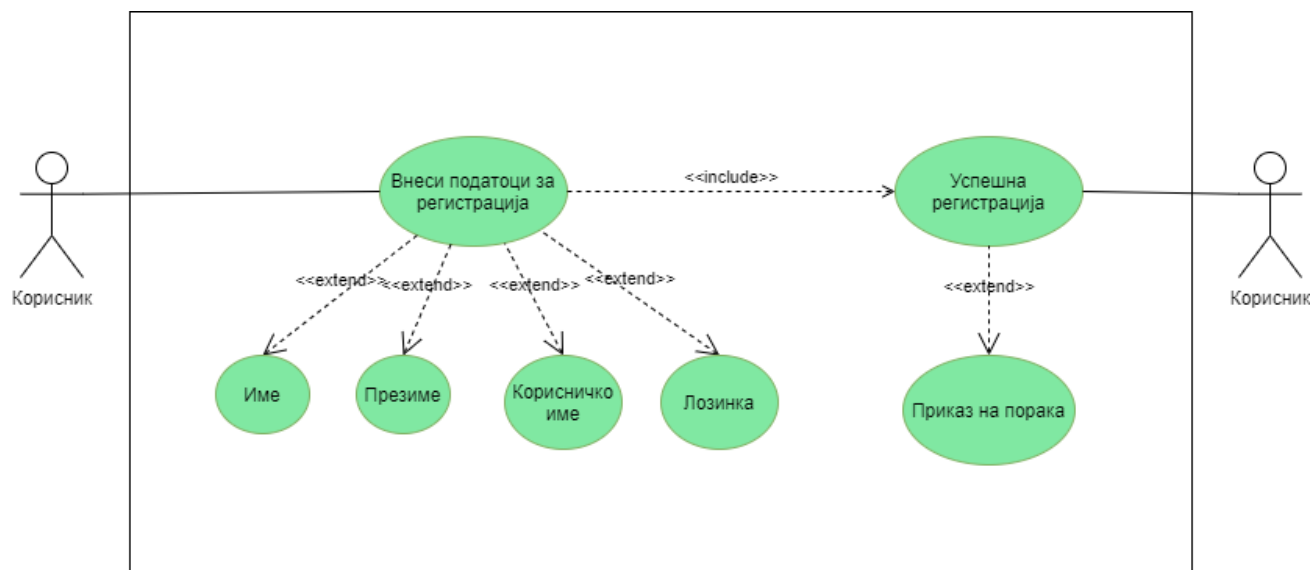 Внеси податоци за
регистрација
<<include>>
Успешна
регистрација
Корисник
<<extend>>
<<extend>>
<<extend>>
<<extend>>
<<extend>>
Корисник
Име
Презиме
Корисничко
име
Лозинка
Приказ на порака